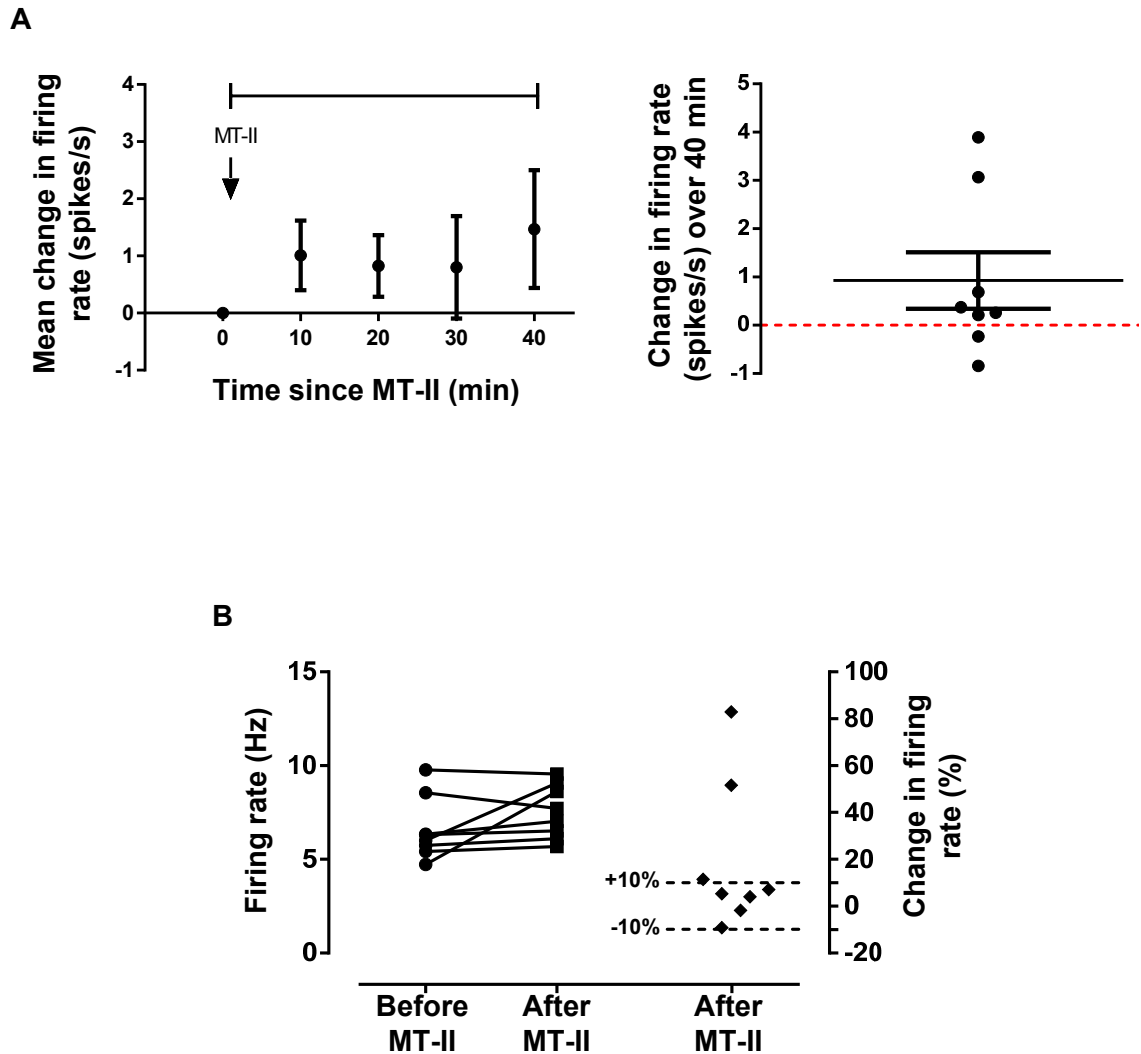 A
Mean change in firing
rate (spikes/s)
4
3
2
1
0
-1
MT-II
0
10
20
30
40
Time since MT-II (min)
Change in firing rate
(spikes/s) over 40 min
5
4
3
2
1
0
-1
B
Firing rate (Hz)
15
10
5
0
+10%
-10%
100
80
60
40
20
0
-20
Change in firing
rate (%)
Before
MT-II
After
MT-II
After
MT-II